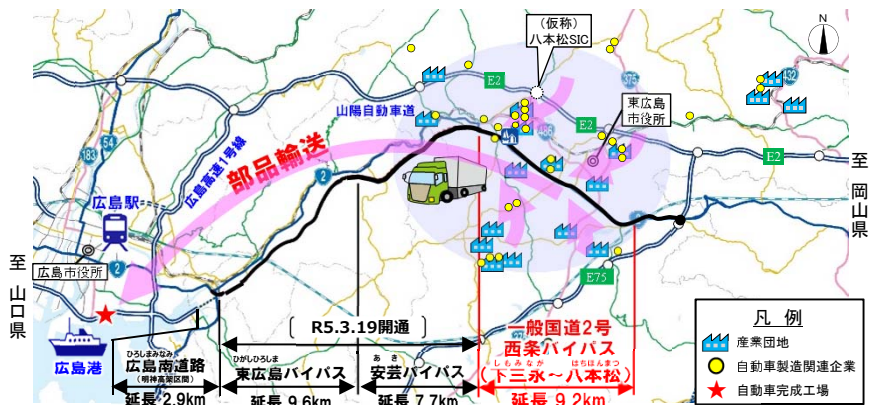 （仮称）
八本松SIC
N
E2
375
432
山陽自動車道
東広島
市役所
486
E2
183
54
広島高速1号線
部品輸送
2
E2
至 岡山県
広島駅
広島市役所
2
至 山口県
E75
R5.3.19開通
一般国道2号
西条バイパス
しもみなが はちほんまつ
（下三永～八本松）
延長 9.2km
広島港
ひろしまみなみ
広島南道路
（明神高架区間）
延長 2.9km
ひがしひろしま
東広島バイパス
延長 9.6km
あき
安芸バイパス
延長 7.7km
凡 例
産業団地
自動車製造関連企業
自動車完成工場